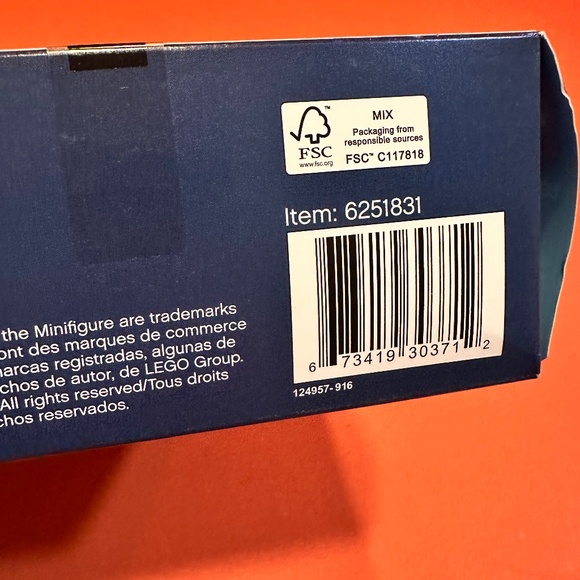 MIX
Packaging from
responsible sources
FSC™ C117818
FSC
www.fsc.org
Item: 6251831
6 73419 30371 2
124957-916
the Minifigure are trademarks
ont des marques de commerce
marcas registradas, algunas de
chos de autor, de LEGO Group.
All rights reserved/Tous droits
chos reservados.